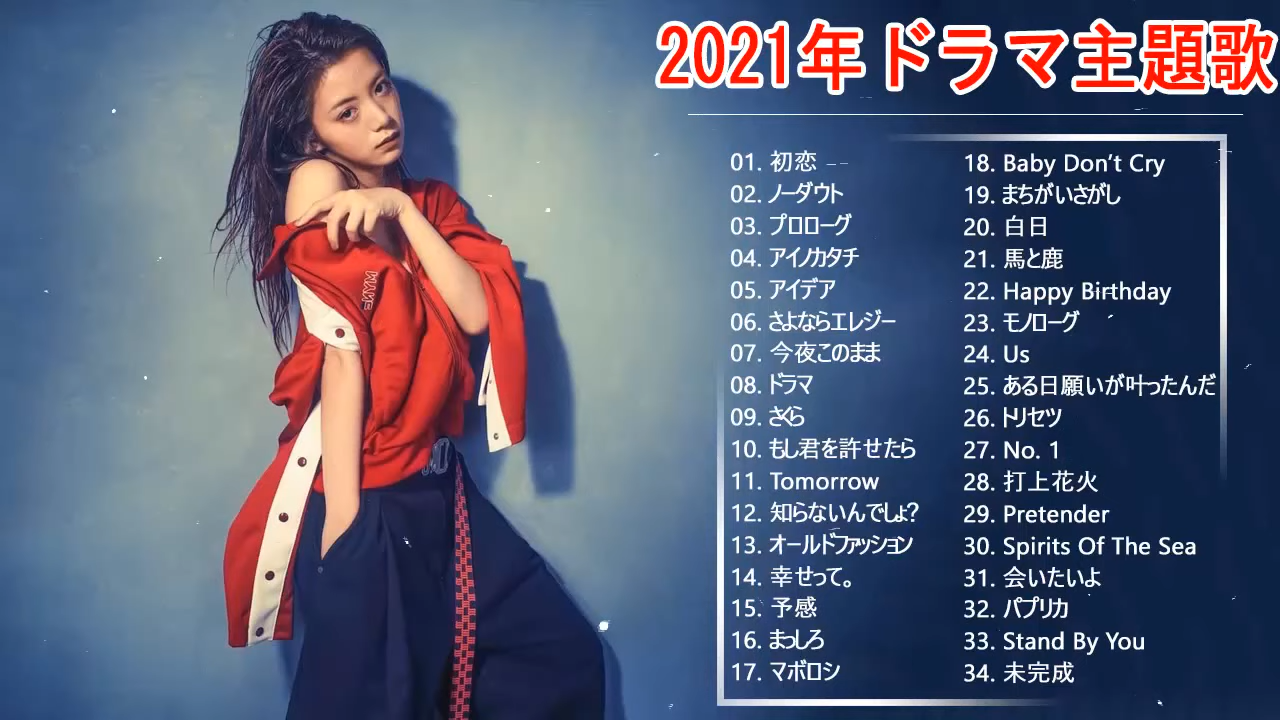 2021年ドラマ主題歌
01. 初恋
02. ノーダウト
03. プロローグ
04. アイノカタチ
05. アイデア
06. さよならエレジー
07. 今夜このまま
08. ドラマ
09. さくら
10. もし君を許せたら
11. Tomorrow
12. 知らないんでしょ?
13. オールドファッション
14. 幸せって。
15. 予感
16. まっしろ
17. マボロシ
18. Baby Don't Cry
19. まちがいさがし
20. 白日
21. 馬と鹿
22. Happy Birthday
23. モノローグ
24. Us
25. ある日願いが叶ったんだ
26. トリセツ
27. No. 1
28. 打上花火
29. Pretender
30. Spirits Of The Sea
31. 会いたいよ
32. パプリカ
33. Stand By You
34. 未完成